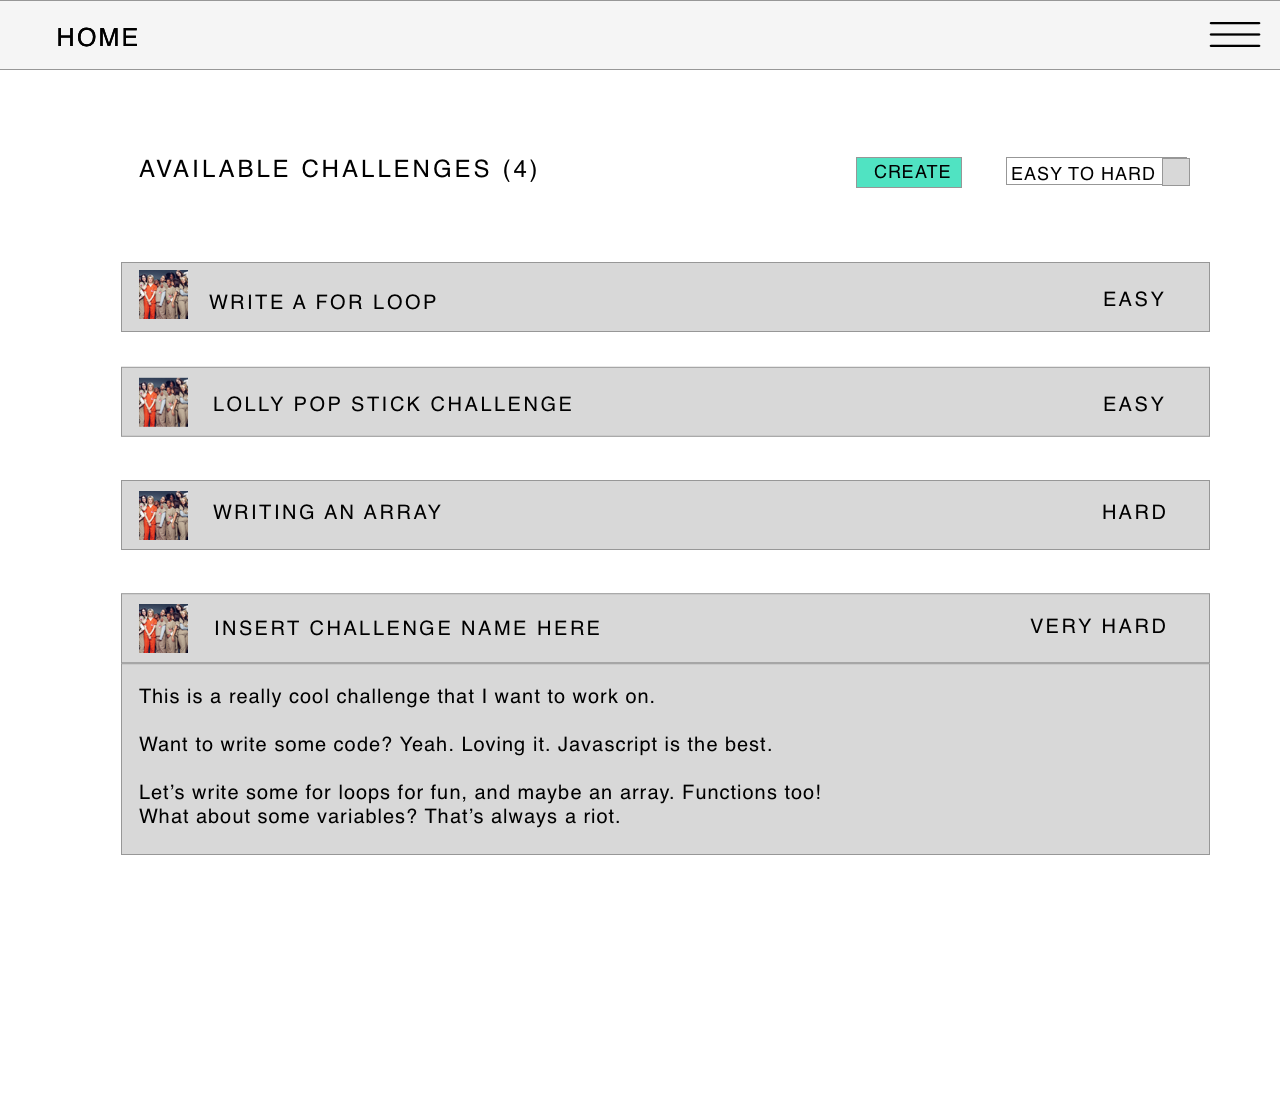 HOME
AVAILABLE CHALLENGES (4)
CREATE
EASY TO HARD
WRITE A FOR LOOP
EASY
LOLLY POP STICK CHALLENGE
EASY
WRITING AN ARRAY
HARD
INSERT CHALLENGE NAME HERE
VERY HARD
This is a really cool challenge that I want to work on.
Want to write some code? Yeah. Loving it. Javascript is the best.
Let’s write some for loops for fun, and maybe an array. Functions too!
What about some variables? That’s always a riot.